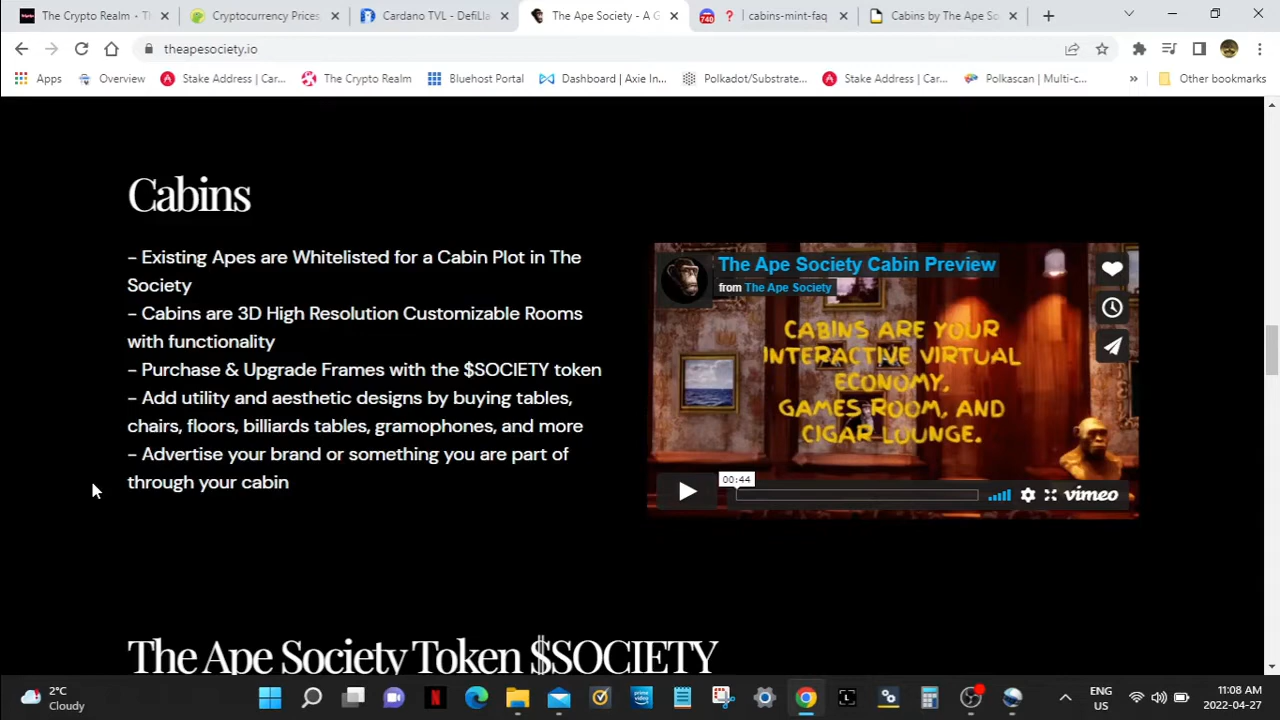 The Crypto Realm - T
Cryptocurrency Prices
Cardano TVL - DefiLla
The Ape Society - A G
740
cabins-mint-faq
Cabins by The Ape So
theapesociety.io
Apps
Overview
Stake Address | Car...
The Crypto Realm
Bluehost Portal
Dashboard | Axie In...
Polkadot/Substrate...
Stake Address | Car...
Polkascan | Multi-c...
Other bookmarks
Cabins
– Existing Apes are Whitelisted for a Cabin Plot in The
Society
– Cabins are 3D High Resolution Customizable Rooms
with functionality
– Purchase & Upgrade Frames with the $SOCIETY token
– Add utility and aesthetic designs by buying tables,
chairs, floors, billiards tables, gramophones, and more
– Advertise your brand or something you are part of
through your cabin
The Ape Society Cabin Preview
from The Ape Society
CABINS ARE YOUR
INTERACTIVE VIRTUAL
ECONOMY,
GAMES ROOM, AND
CIGAR LOUNGE.
00:44
vimeo
The Ape Society Token $SOCIETY
2°C
Cloudy
prime video
ENG
US
11:08 AM
2022-04-27